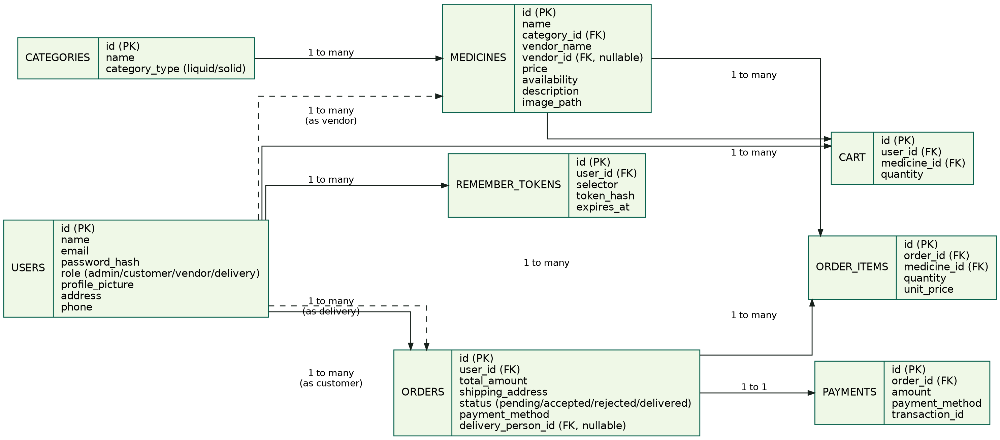 CATEGORIES
id (PK)
name
category_type (liquid/solid)
1 to many
MEDICINES
id (PK)
name
category_id (FK)
vendor_name
vendor_id (FK, nullable)
price
availability
description
image_path
1 to many
1 to many
(as vendor)
1 to many
CART
id (PK)
user_id (FK)
medicine_id (FK)
quantity
1 to many
REMEMBER_TOKENS
id (PK)
user_id (FK)
selector
token_hash
expires_at
USERS
id (PK)
name
email
password_hash
role (admin/customer/vendor/delivery)
profile_picture
address
phone
1 to many
ORDER_ITEMS
id (PK)
order_id (FK)
medicine_id (FK)
quantity
unit_price
1 to many
(as delivery)
1 to many
1 to many
(as customer)
ORDERS
id (PK)
user_id (FK)
total_amount
shipping_address
status (pending/accepted/rejected/delivered)
payment_method
delivery_person_id (FK, nullable)
1 to 1
PAYMENTS
id (PK)
order_id (FK)
amount
payment_method
transaction_id